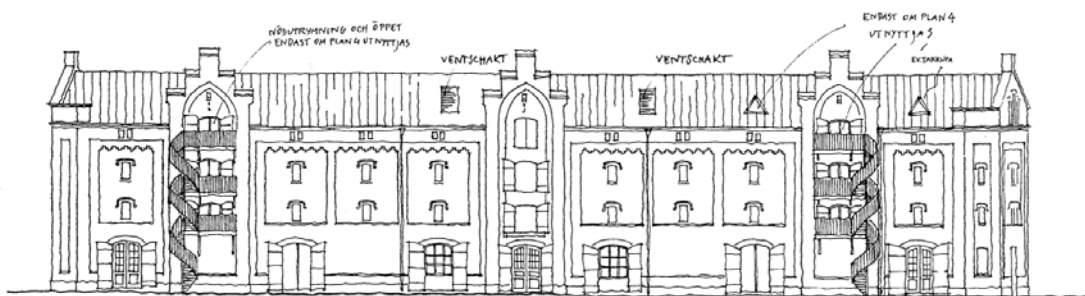 NÖDUTRYMNING OCH ÖPPET
ENDAST OM PLAN 4 UTNYTTJAS
VENTSCHAKT
VENTSCHAKT
ENDAST OM PLAN 4
UTNYTTJAS
EV. TAKKUPA